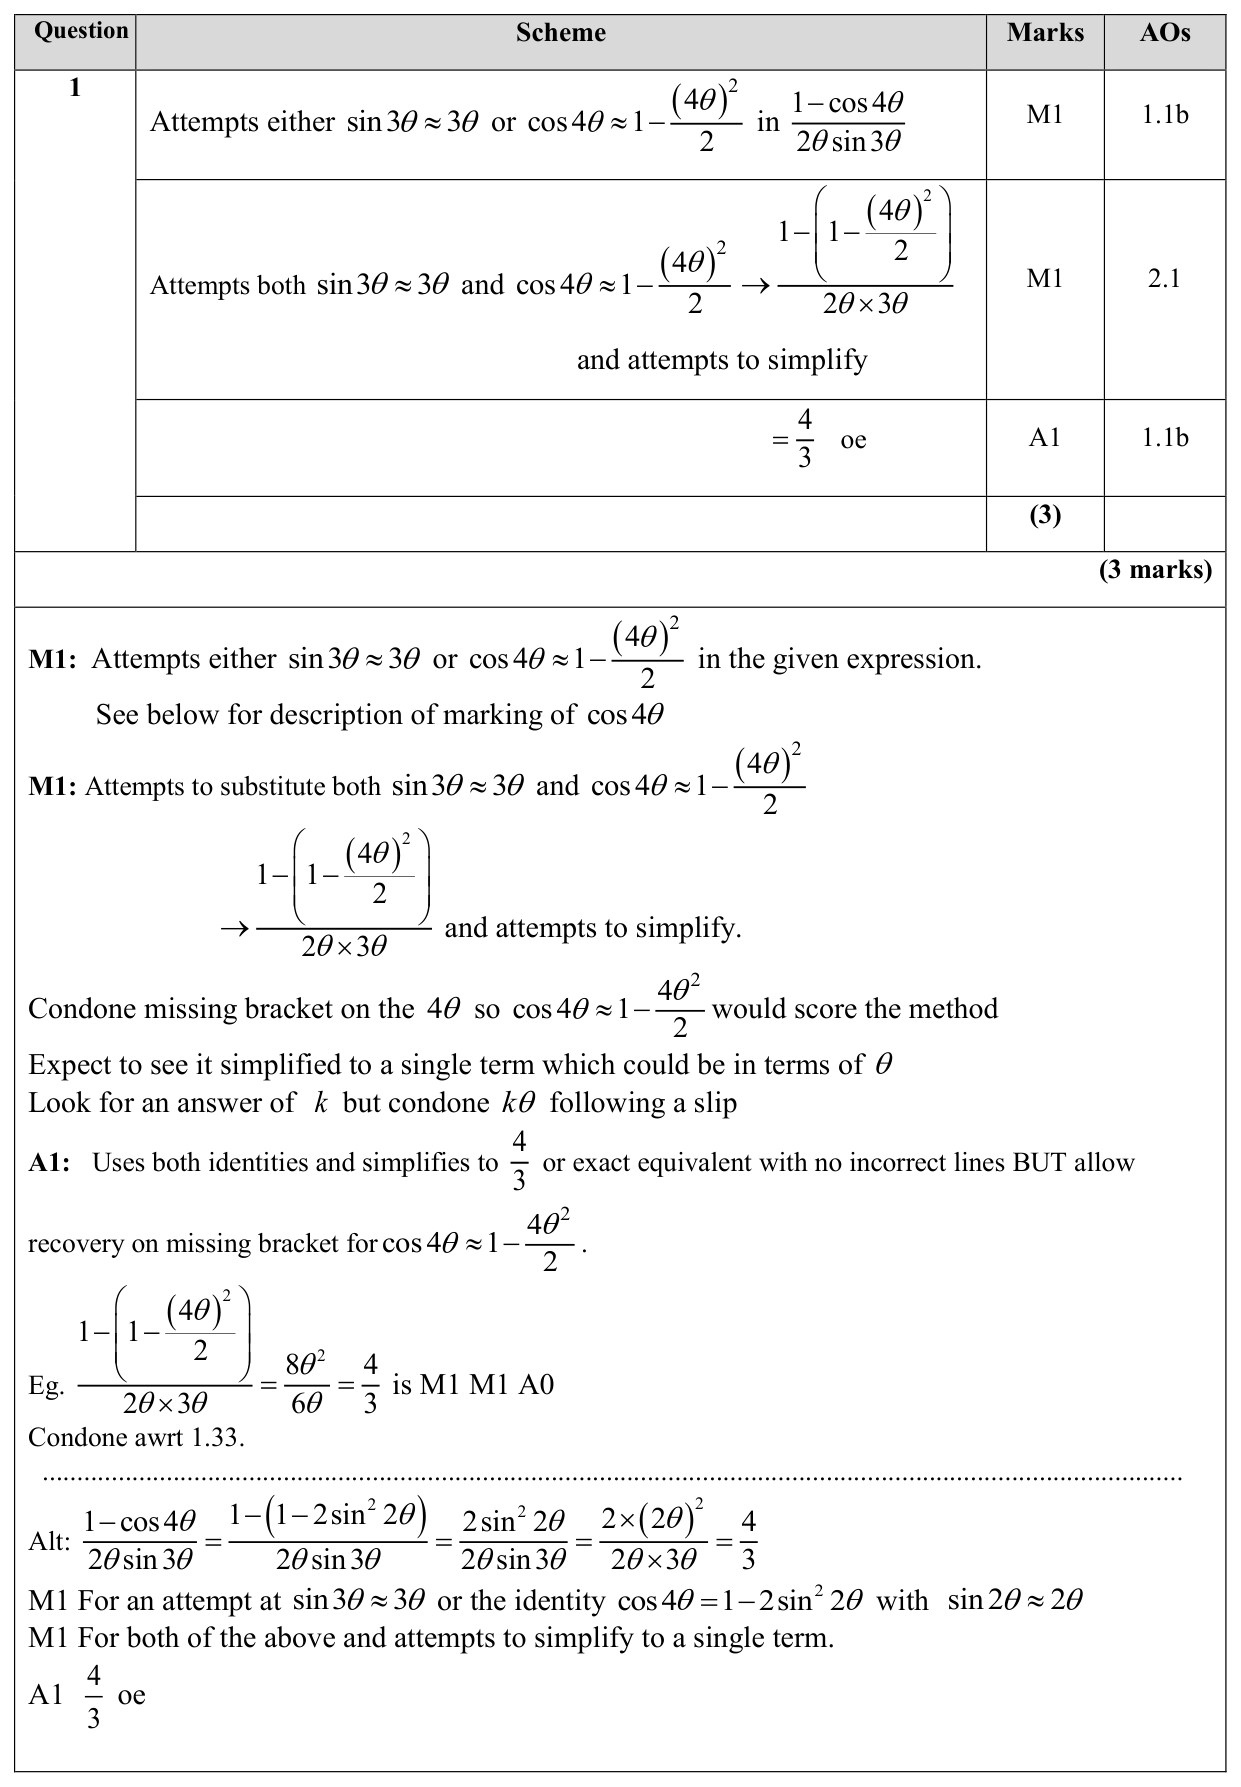 Question Scheme Marks AOs
1 Attempts either sin 3θ ≈ 3θ or cos 4θ ≈ 1 − (4θ)²/2 in (1 − cos 4θ)/(2θ sin 3θ) M1 1.1b
Attempts both sin 3θ ≈ 3θ and cos 4θ ≈ 1 − (4θ)²/2 → (1 − (1 − (4θ)²/2))/(2θ × 3θ) M1 2.1
and attempts to simplify
= 4/3 oe A1 1.1b
(3)
(3 marks)
M1: Attempts either sin 3θ ≈ 3θ or cos 4θ ≈ 1 − (4θ)²/2 in the given expression.
See below for description of marking of cos 4θ
M1: Attempts to substitute both sin 3θ ≈ 3θ and cos 4θ ≈ 1 − (4θ)²/2
→ (1 − (1 − (4θ)²/2))/(2θ × 3θ) and attempts to simplify.
Condone missing bracket on the 4θ so cos 4θ ≈ 1 − 4θ²/2 would score the method
Expect to see it simplified to a single term which could be in terms of θ
Look for an answer of k but condone kθ following a slip
A1: Uses both identities and simplifies to 4/3 or exact equivalent with no incorrect lines BUT allow
recovery on missing bracket for cos 4θ ≈ 1 − 4θ²/2 .
Eg. (1 − (1 − (4θ)²/2))/(2θ × 3θ) = 8θ²/6θ = 4/3 is M1 M1 A0
Condone awrt 1.33.
Alt: (1 − cos 4θ)/(2θ sin 3θ) = (1 − (1 − 2 sin² 2θ))/(2θ sin 3θ) = (2 sin² 2θ)/(2θ sin 3θ) = (2 × (2θ)²)/(2θ × 3θ) = 4/3
M1 For an attempt at sin 3θ ≈ 3θ or the identity cos 4θ = 1 − 2 sin² 2θ with sin 2θ ≈ 2θ
M1 For both of the above and attempts to simplify to a single term.
A1 4/3 oe